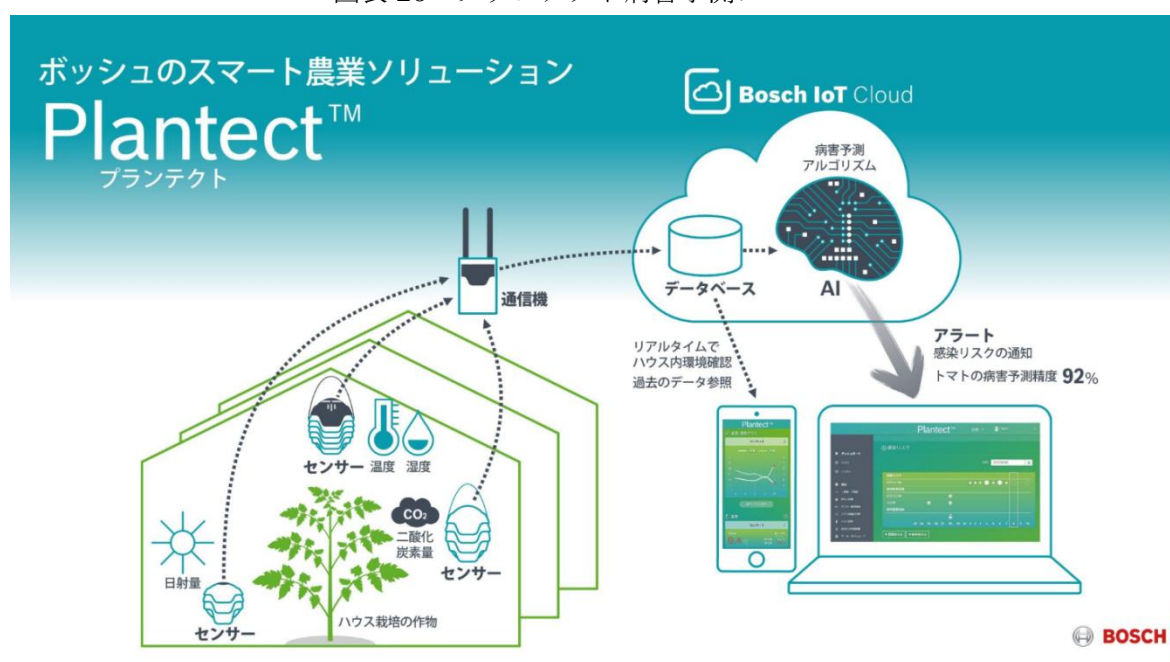 ボッシュのスマート農業ソリューション
Plantect™
プランテクト
Bosch IoT Cloud
病害予測
アルゴリズム
データベース
AI
通信機
リアルタイムで
ハウス内環境確認
過去のデータ参照
アラート
感染リスクの通知
トマトの病害予測精度 92%
センサー
温度
湿度
CO₂
二酸化
炭素量
センサー
日射量
センサー
ハウス栽培の作物
Plantect™
Plantect™
BOSCH